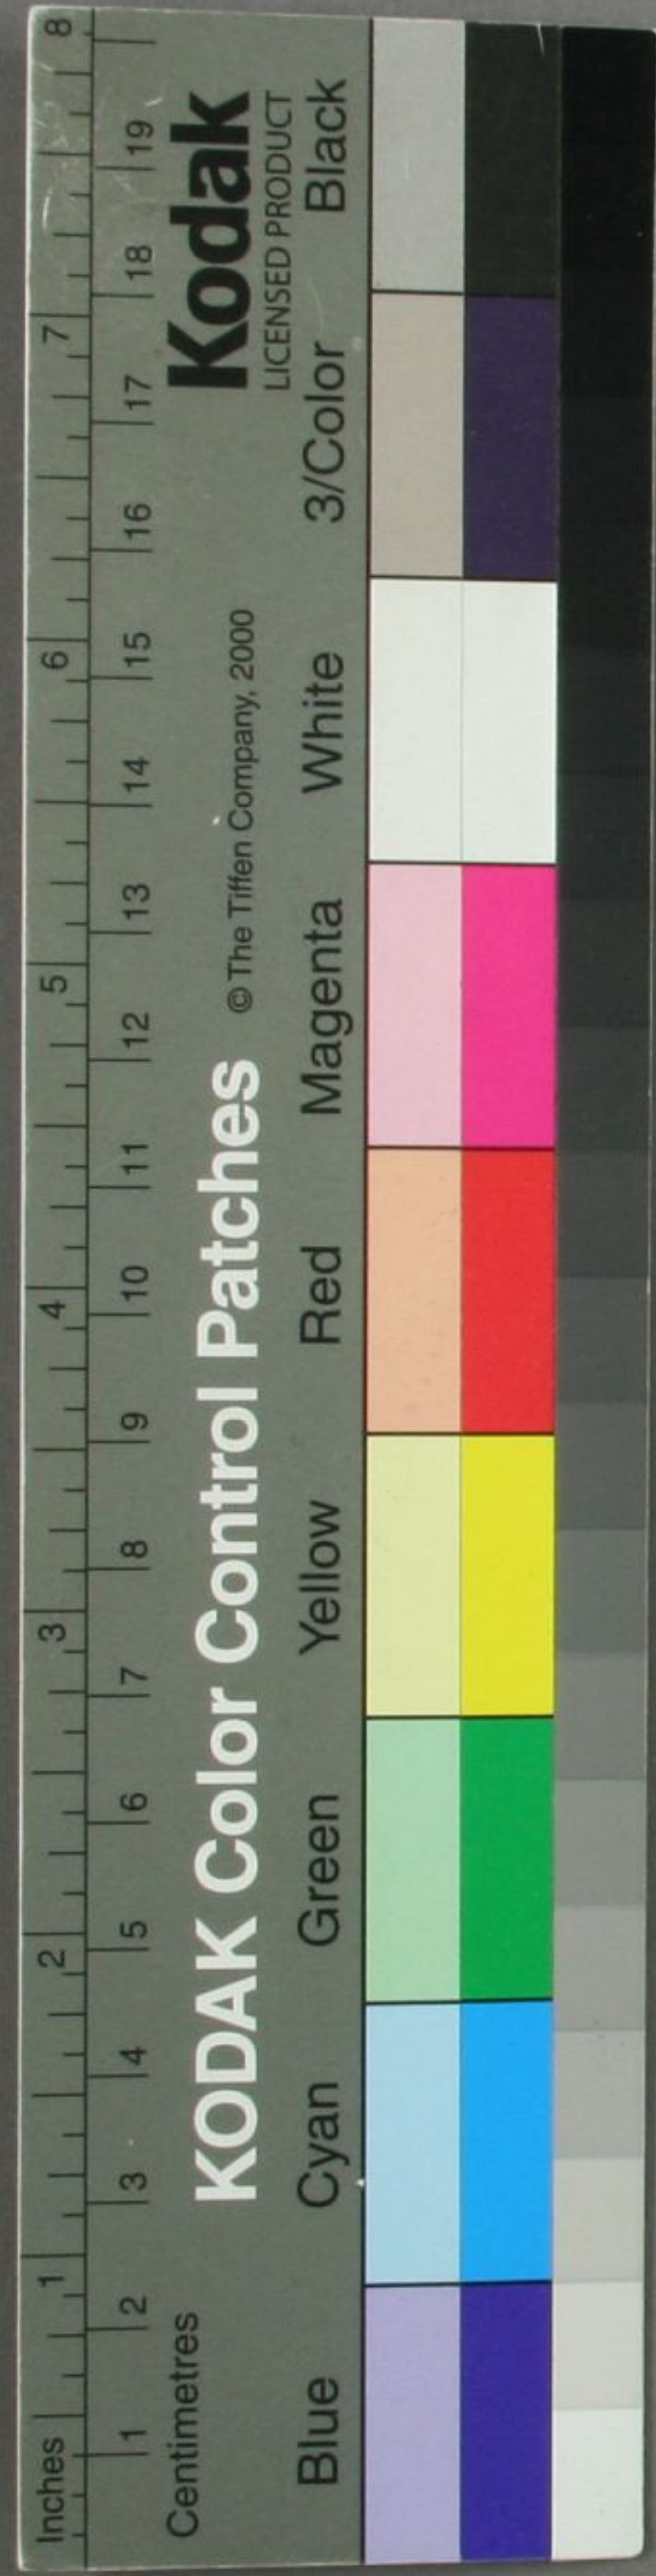 Inches 1 2 3 4 5 6 7 8
1 2 3 4 5 6 7 8 9 10 11 12 13 14 15 16 17 18 19
Centimetres
KODAK Color Control Patches © The Tiffen Company, 2000 Kodak
LICENSED PRODUCT
Blue Cyan Green Yellow Red Magenta White 3/Color Black